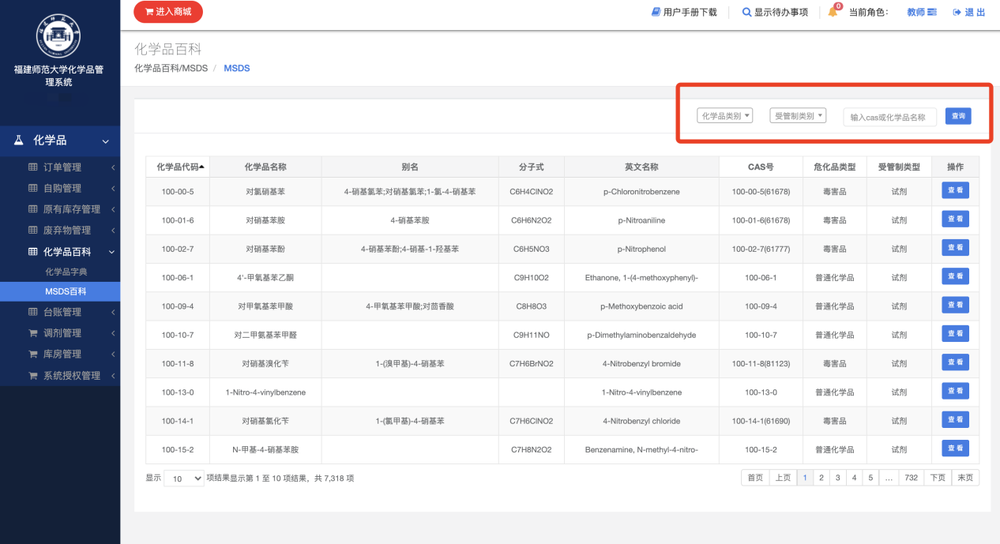 进入商城
用户手册下载
显示待办事项
0
当前角色：
教师
退 出
福建师范大学化学品管
理系统
化学品
订单管理
自购管理
原有库存管理
废弃物管理
化学品百科
化学品字典
MSDS百科
台账管理
调剂管理
库房管理
系统授权管理
化学品百科
化学品百科/MSDS / MSDS
化学品类别 受管制类别 输入cas或化学品名称 查询
化学品代码 化学品名称 别名 分子式 英文名称 CAS号 危化品类型 受管制类型 操作
100-00-5 对氯硝基苯 4-硝基氯苯;对硝基氯苯;1-氯-4-硝基苯 C6H4ClNO2 p-Chloronitrobenzene 100-00-5(61678) 毒害品 试剂 查 看
100-01-6 对硝基苯胺 4-硝基苯胺 C6H6N2O2 p-Nitroaniline 100-01-6(61678) 毒害品 试剂 查 看
100-02-7 对硝基苯酚 4-硝基苯酚;4-硝基-1-羟基苯 C6H5NO3 p-Nitrophenol 100-02-7(61777) 毒害品 试剂 查 看
100-06-1 4'-甲氧基苯乙酮 C9H10O2 Ethanone, 1-(4-methoxyphenyl)- 100-06-1 普通化学品 试剂 查 看
100-09-4 对甲氧基苯甲酸 4-甲氧基苯甲酸;对茴香酸 C8H8O3 p-Methoxybenzoic acid 100-09-4 普通化学品 试剂 查 看
100-10-7 对二甲氨基苯甲醛 C9H11NO p-Dimethylaminobenzaldehyde 100-10-7 普通化学品 试剂 查 看
100-11-8 对硝基溴化苄 1-(溴甲基)-4-硝基苯 C7H6BrNO2 4-Nitrobenzyl bromide 100-11-8(81123) 毒害品 试剂 查 看
100-13-0 1-Nitro-4-vinylbenzene 1-Nitro-4-vinylbenzene 100-13-0 普通化学品 试剂 查 看
100-14-1 对硝基氯化苄 1-(氯甲基)-4-硝基苯 C7H6ClNO2 4-Nitrobenzyl chloride 100-14-1(61690) 毒害品 试剂 查 看
100-15-2 N-甲基-4-硝基苯胺 C7H8N2O2 Benzenamine, N-methyl-4-nitro- 100-15-2 普通化学品 试剂 查 看
显示 10 项结果显示第 1 至 10 项结果，共 7,318 项
首页 上页 1 2 3 4 5 ... 732 下页 末页